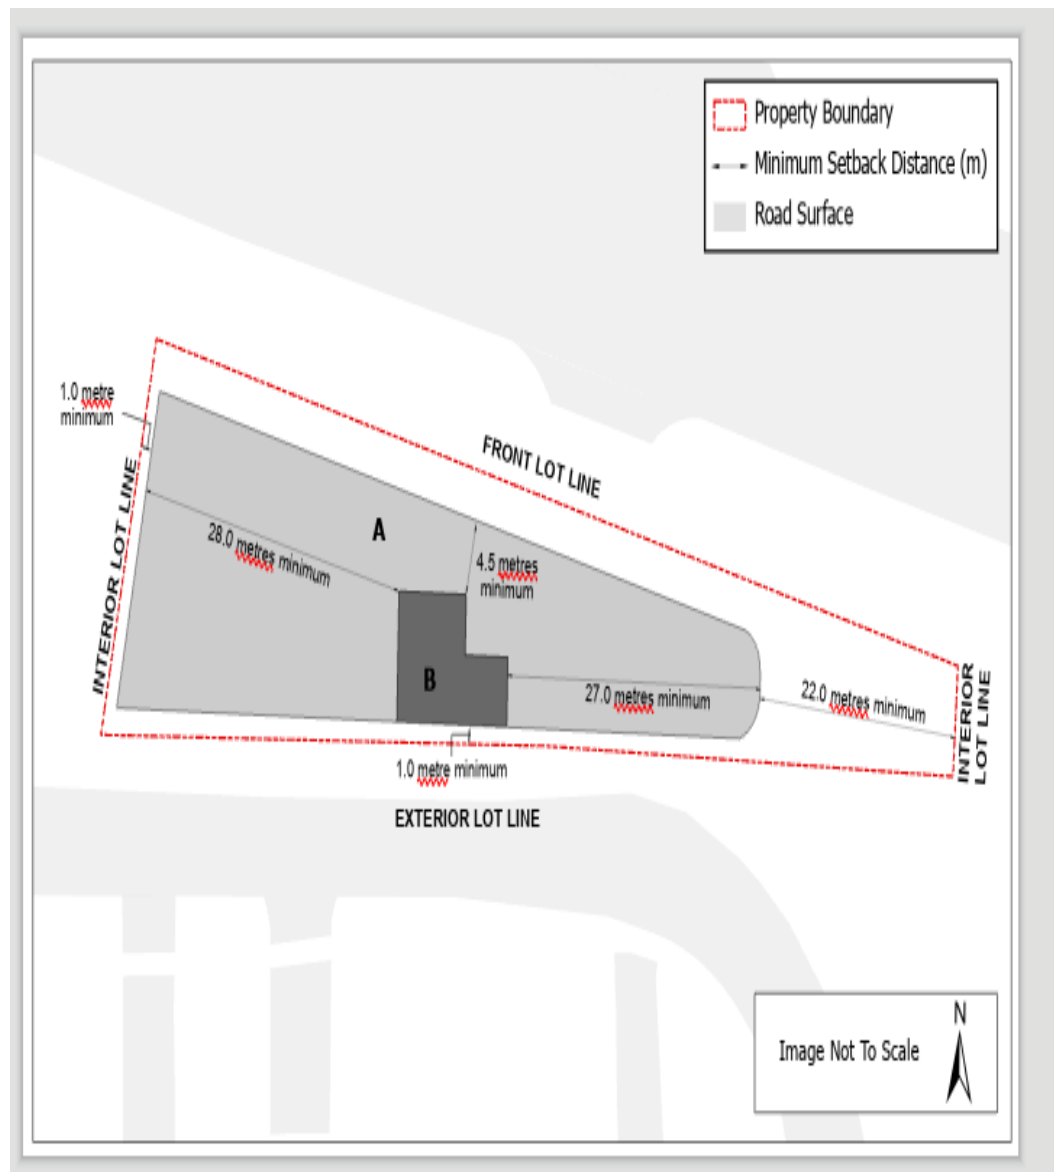 Property Boundary
Minimum Setback Distance (m)
Road Surface
1.0 metre
minimum
FRONT LOT LINE
INTERIOR LOT LINE
A
28.0 metres minimum
4.5 metres
minimum
B
27.0 metres minimum
22.0 metres minimum
INTERIOR
LOT LINE
1.0 metre minimum
EXTERIOR LOT LINE
N
Image Not To Scale